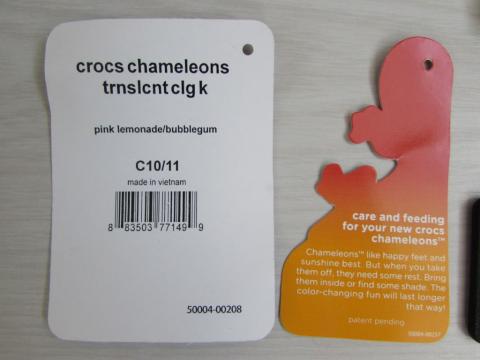 crocs chameleons
trnslcnt clg k
pink lemonade/bubblegum
C10/11
made in vietnam
8 83503 77149 9
50004-00208
care and feeding
for your new crocs
chameleons™
Chameleons™ like happy feet and
sunshine best. But when you take
them off, they need some rest. Bring
them inside or find some shade. The
color-changing fun will last longer
that way!
patent pending
50004-00257